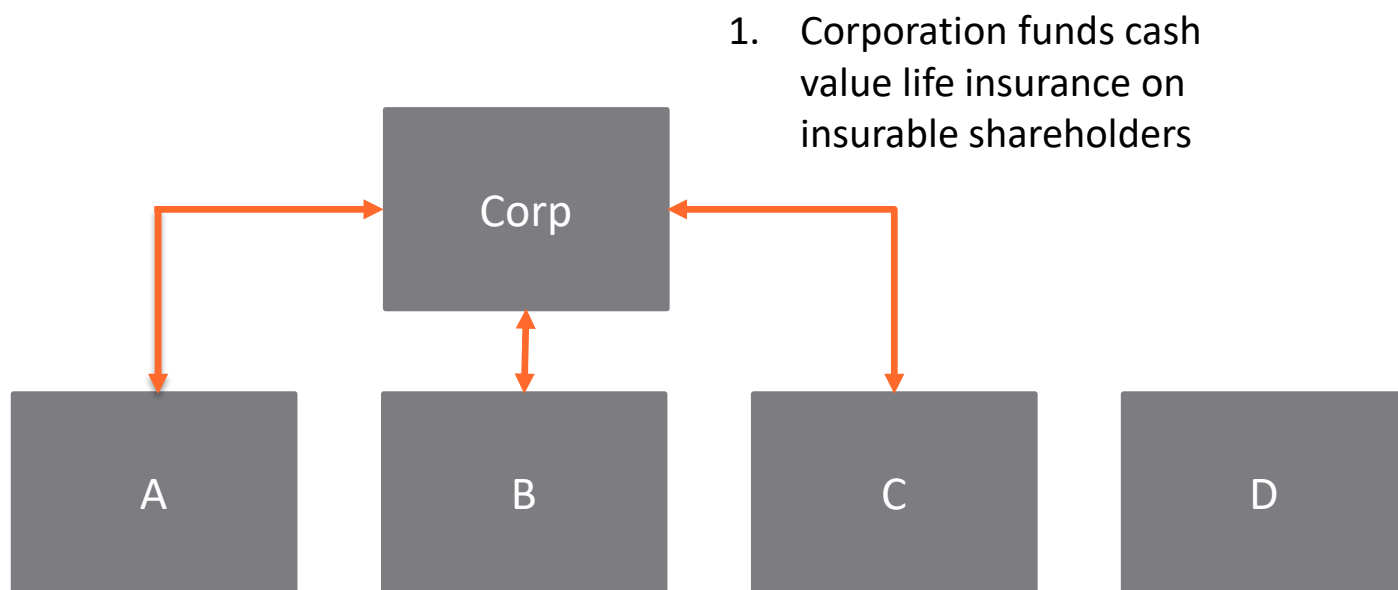 1. Corporation funds cash
value life insurance on
insurable shareholders
Corp
A
B
C
D